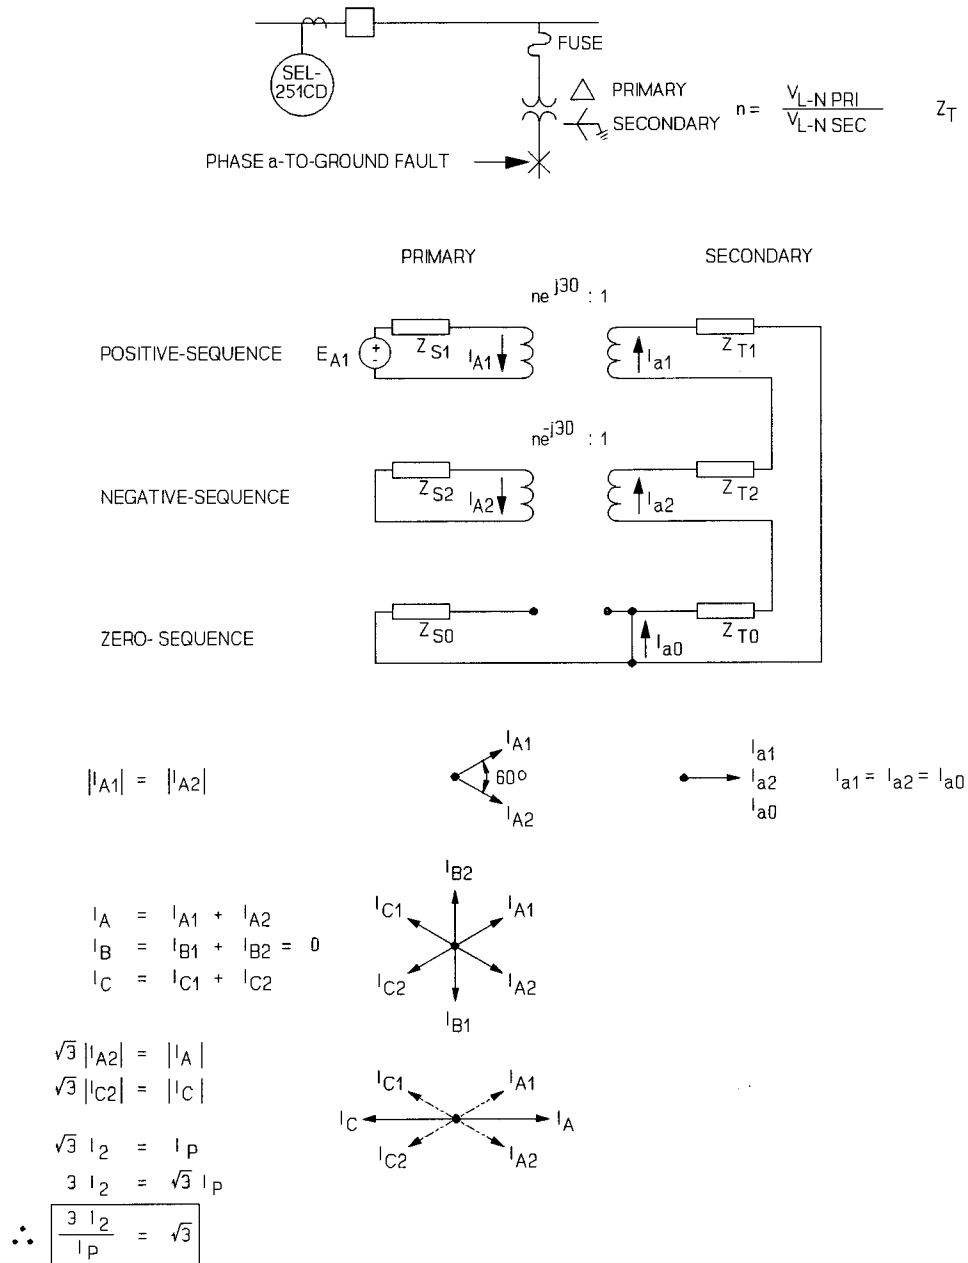 FUSE
SEL-
251CD
△ PRIMARY
SECONDARY
n = V_L-N PRI / V_L-N SEC
Z_T
PHASE a-TO-GROUND FAULT
PRIMARY
SECONDARY
ne^j30 : 1
POSITIVE-SEQUENCE
E_A1
+
-
Z_S1
I_A1
I_a1
Z_T1
ne^-j30 : 1
NEGATIVE-SEQUENCE
Z_S2
I_A2
I_a2
Z_T2
ZERO- SEQUENCE
Z_S0
I_a0
Z_T0
|I_A1| = |I_A2|
I_A1
60°
I_A2
I_a1
I_a2
I_a0
I_a1 = I_a2 = I_a0
I_A = I_A1 + I_A2
I_B = I_B1 + I_B2 = 0
I_C = I_C1 + I_C2
I_B2
I_C1
I_A1
I_C2
I_A2
I_B1
√3 |I_A2| = |I_A|
√3 |I_C2| = |I_C|
I_C1
I_A1
I_C
I_A
I_C2
I_A2
√3 I_2 = I_P
3 I_2 = √3 I_P
∴ 3 I_2 / I_P = √3